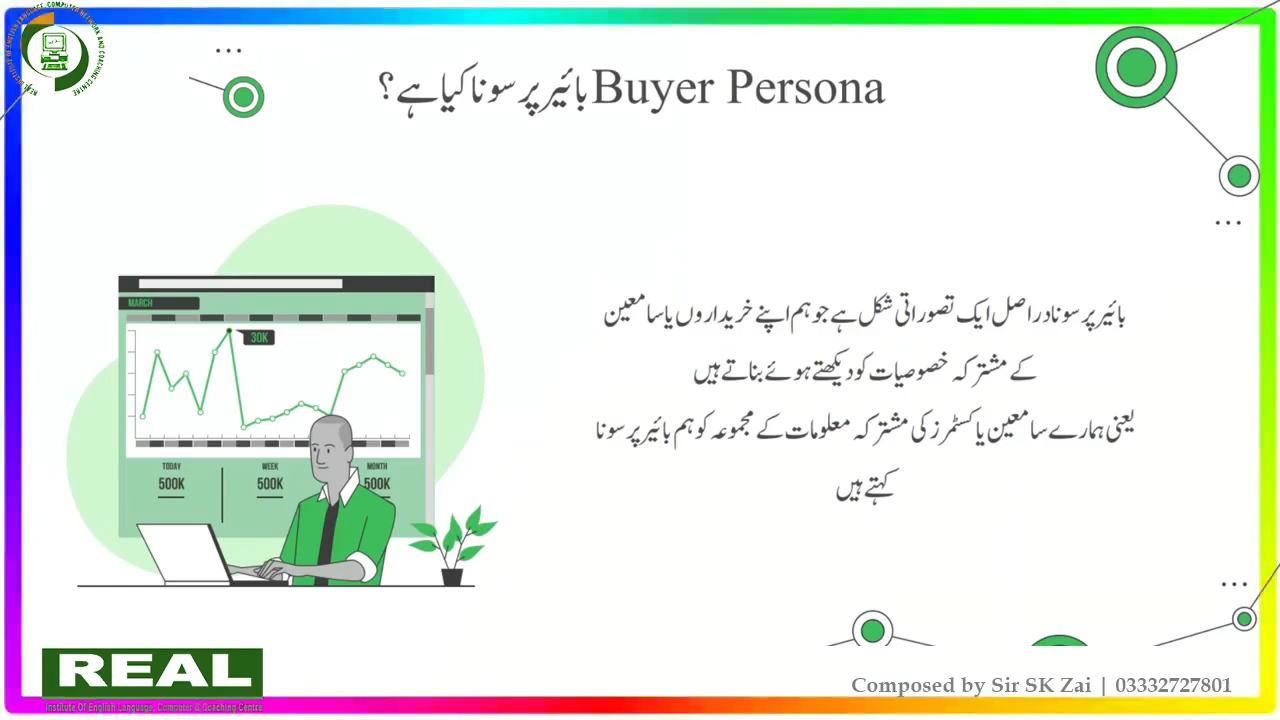 Buyer Persona بائیر پرسونا کیا ہے؟
بائیر پرسونا دراصل ایک تصوراتی شکل ہے جو ہم اپنے خریداروں یا سامعین
کے مشترکہ خصوصیات کو دیکھتے ہوئے بناتے ہیں
یعنی ہمارے سامعین یا کسٹمرز کی مشترکہ معلومات کے مجموعہ کو ہم بائیر پرسونا
کہتے ہیں
MARCH
30K
TODAY
500K
WEEK
500K
MONTH
500K
REAL
Institute Of English Language, Computer & Coaching Centre
Composed by Sir SK Zai | 03332727801